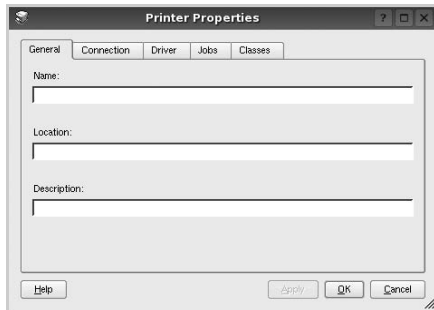 Printer Properties
General Connection Driver Jobs Classes
Name:
Location:
Description:
Help Apply OK Cancel